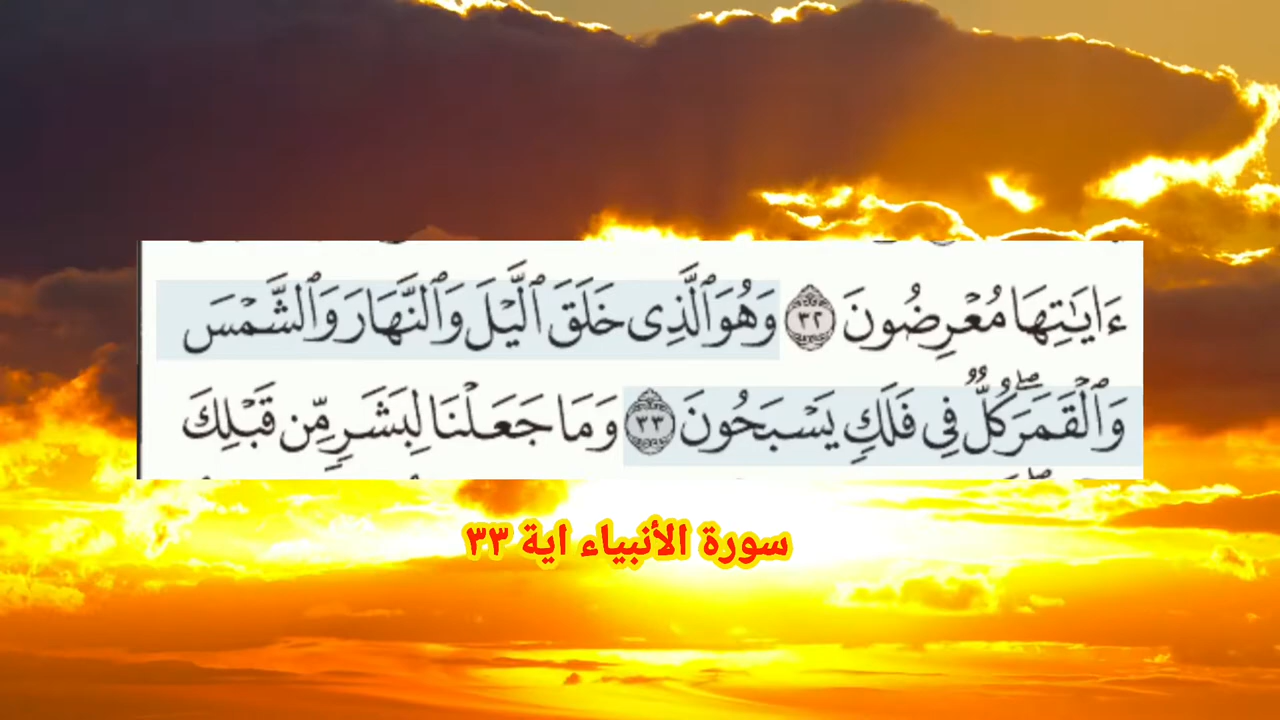 ءَايَٰتِهَا مُعۡرِضُونَ ٣٢ وَهُوَ ٱلَّذِي خَلَقَ ٱلَّيۡلَ وَٱلنَّهَارَ وَٱلشَّمۡسَ
وَٱلۡقَمَرَۖ كُلّٞ فِي فَلَكٖ يَسۡبَحُونَ ٣٣ وَمَا جَعَلۡنَا لِبَشَرٖ مِّن قَبۡلِكَ
سورة الأنبياء اية ٣٣